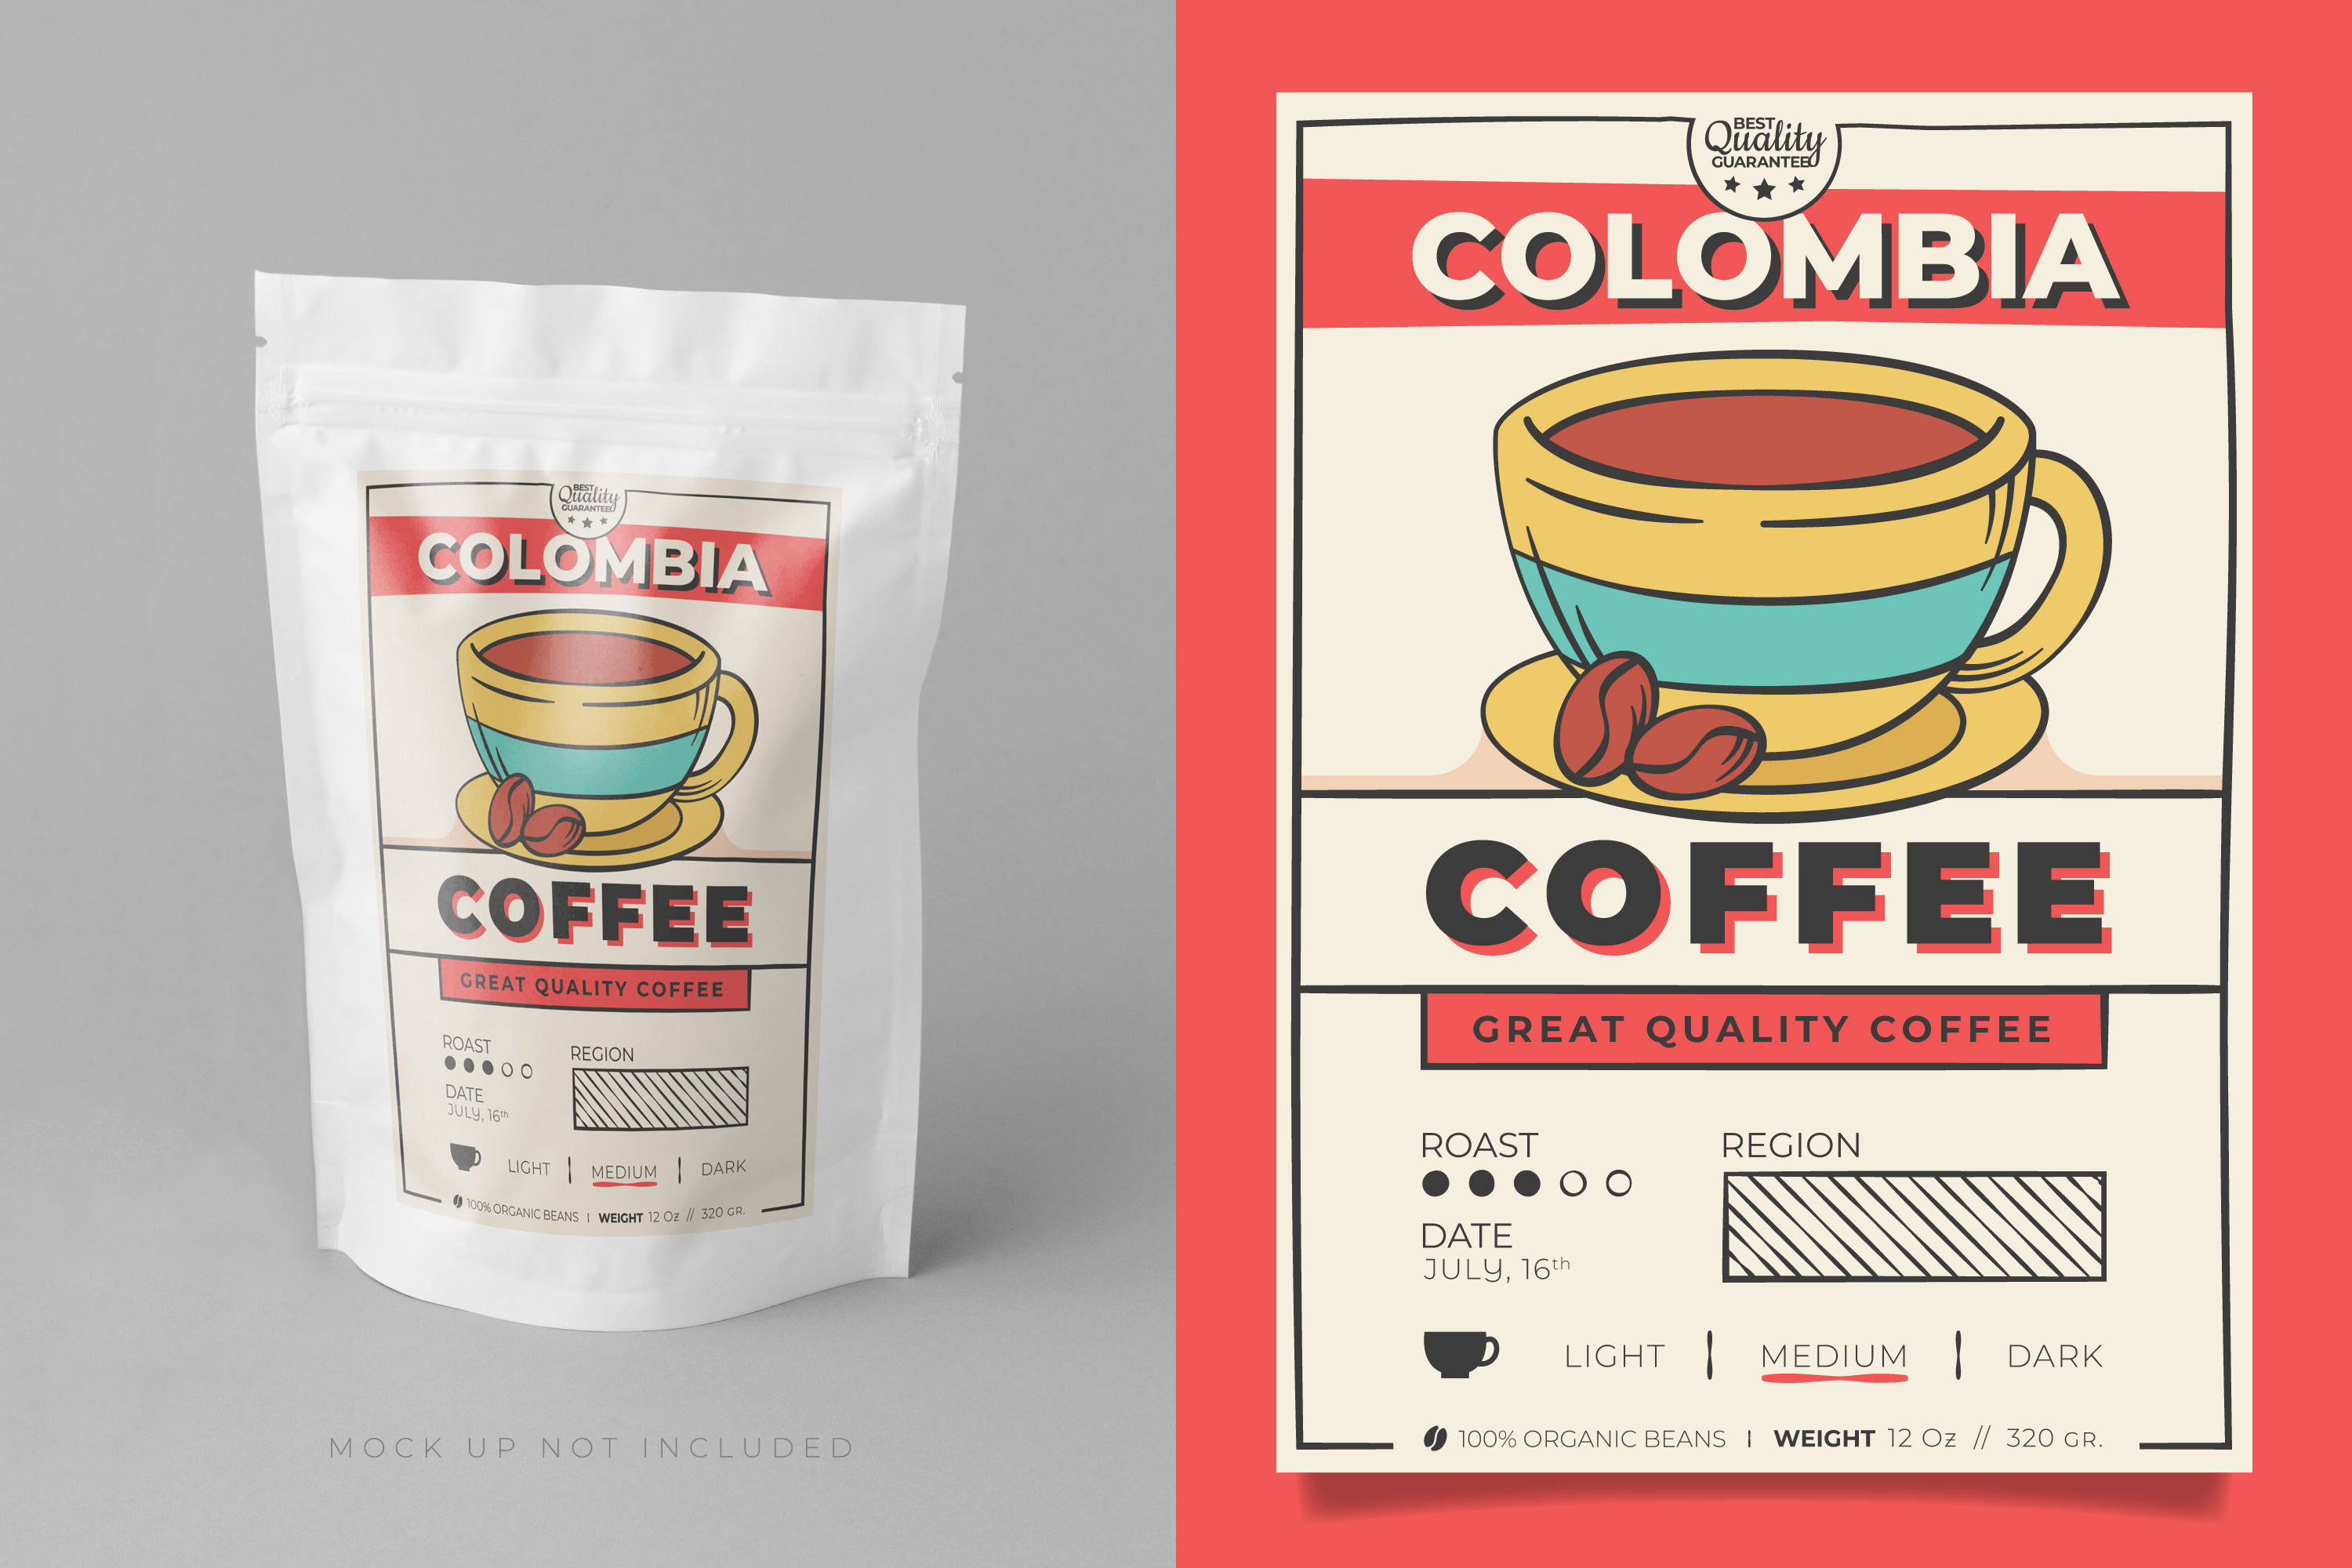 BEST
Quality
GUARANTEE
COLOMBIA
COFFEE
GREAT QUALITY COFFEE
ROAST
REGION
DATE
JULY, 16th
LIGHT | MEDIUM | DARK
100% ORGANIC BEANS | WEIGHT 12 Oz // 320 GR.
MOCK UP NOT INCLUDED
BEST
Quality
GUARANTEE
COLOMBIA
COFFEE
GREAT QUALITY COFFEE
ROAST
REGION
DATE
JULY, 16th
LIGHT | MEDIUM | DARK
100% ORGANIC BEANS | WEIGHT 12 Oz // 320 GR.